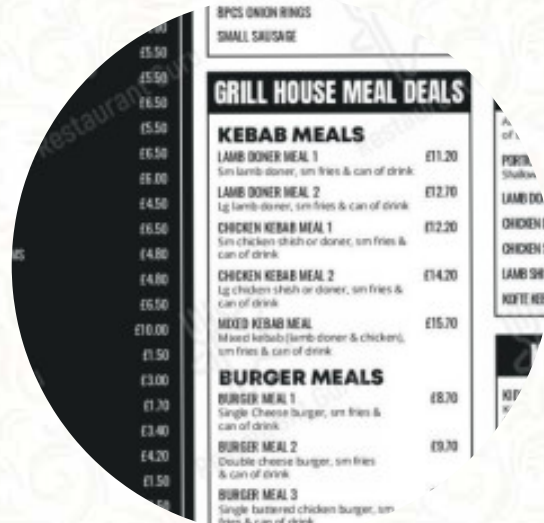 8PCS ONION RINGS
SMALL SAUSAGE
£5.50
£5.50
£6.50
£5.50
£6.50
£6.00
£4.50
£6.50
£4.80
£4.80
£6.50
£10.00
£1.50
£3.00
£1.70
£3.40
£4.20
£1.50
GRILL HOUSE MEAL DEALS
KEBAB MEALS
LAMB DONER MEAL 1 £11.20
Sm lamb doner, sm fries & can of drink
LAMB DONER MEAL 2 £12.70
Lg lamb doner, sm fries & can of drink
CHICKEN KEBAB MEAL 1 £12.20
Sm chicken shish or doner, sm fries &
can of drink
CHICKEN KEBAB MEAL 2 £14.20
Lg chicken shish or doner, sm fries &
can of drink
MIXED KEBAB MEAL £15.70
Mixed kebab (lamb doner & chicken),
sm fries & can of drink
BURGER MEALS
BURGER MEAL 1 £8.70
Single Cheese burger, sm fries &
can of drink
BURGER MEAL 2 £9.70
Double cheese burger, sm fries
& can of drink
BURGER MEAL 3
Single battered chicken burger, sm
fries & can of drink
of
LAMB
CHICKEN
CHICKEN
LAMB
KOFTE
Restaurant Guru